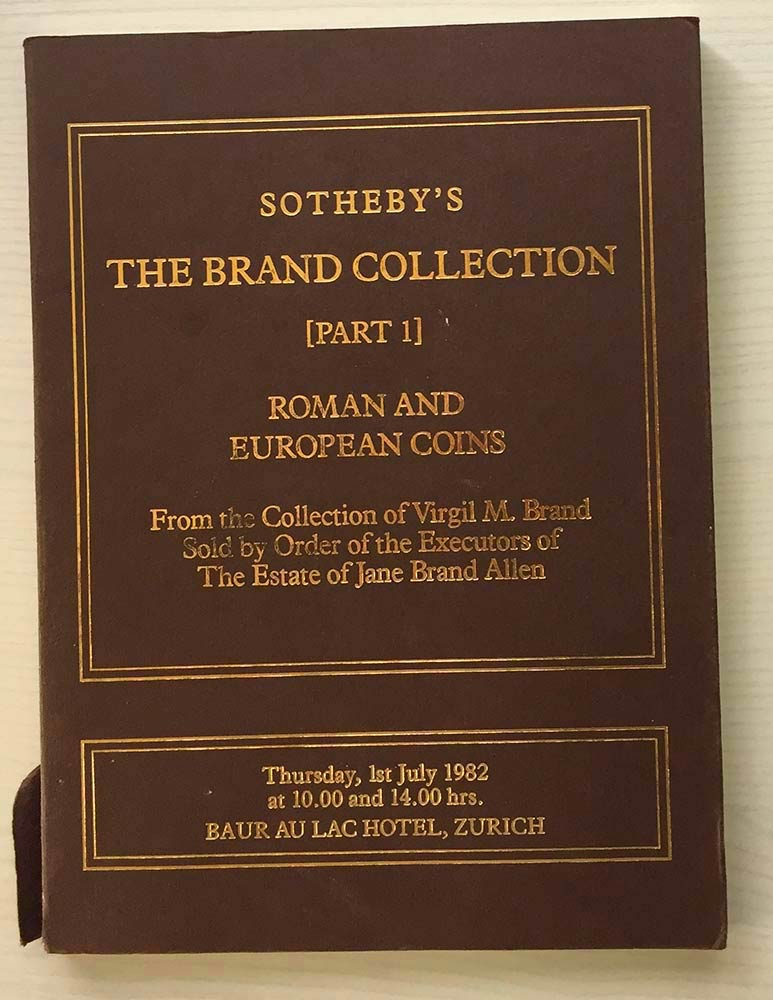 SOTHEBY'S
THE BRAND COLLECTION
[PART 1]
ROMAN AND
EUROPEAN COINS
From the Collection of Virgil M. Brand
Sold by Order of the Executors of
The Estate of Jane Brand Allen
Thursday, 1st July 1982
at 10.00 and 14.00 hrs.
BAUR AU LAC HOTEL, ZURICH